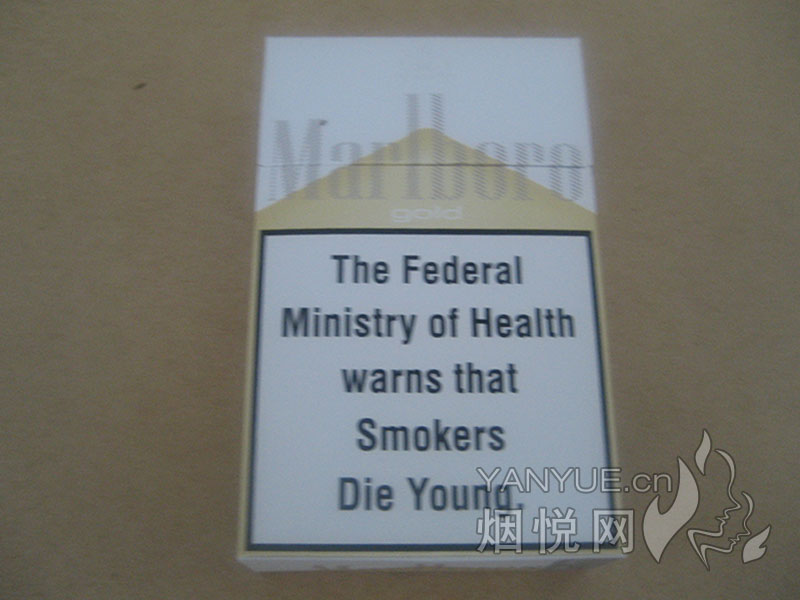 Marlboro
gold
The Federal
Ministry of Health
warns that
Smokers
Die Young.
YANYUE.cn
烟悦网